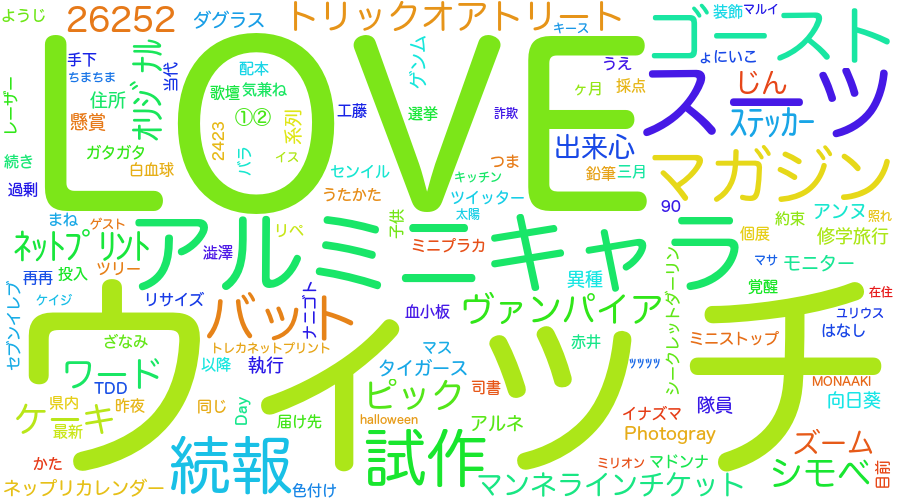 ようじ
26252
ダグラス
トリックオアトリート
キース
装飾
マルイ
ゴースト
手下
ちまちま
当代
オリジナル
LOVE
配本
気兼ね
歌壇
①②
ゲンム
うえ
ょにいこ
ヶ月
採点
じん
スーツ
レーザー
住所
懸賞
2423
系列
工藤
選挙
詐欺
出来心
ステッカー
続き
ガタガタ
白血球
バラ
イス
センイル
つま
キッチン
鉛筆
三月
マガジン
過剰
うたかた
ツイッター
太陽
90
アンヌ
照れ
まね
ゲスト
リベ
子供
約束
個展
修学旅行
ネットプリント
澁澤
アルミニキャラ
ミニプラカ
マサ
モニター
再再
投入
ツリー
異種
覚醒
ケイジ
リサイズ
ナニゴト
血小板
ヴァンパイア
シークレットダーリン
在住
ユリウス
はなし
セブンイレブ
ざなみ
バット
トレカネットプリント
マス
赤井
ミニストップ
ウィッチ
ワード
TDD
以降
執行
タイガース
ッッッッ
MONAAKI
県内
昨夜
同じ
Day
届け先
halloween
ピック
司書
アルネ
イナズマ
隊員
向日葵
ケーキ
最新
Photogray
ズーム
かた
続報
試作
ミリオン
マドンナ
シモベ
目前
ネップリカレンダー
色付け
マンネラインチケット